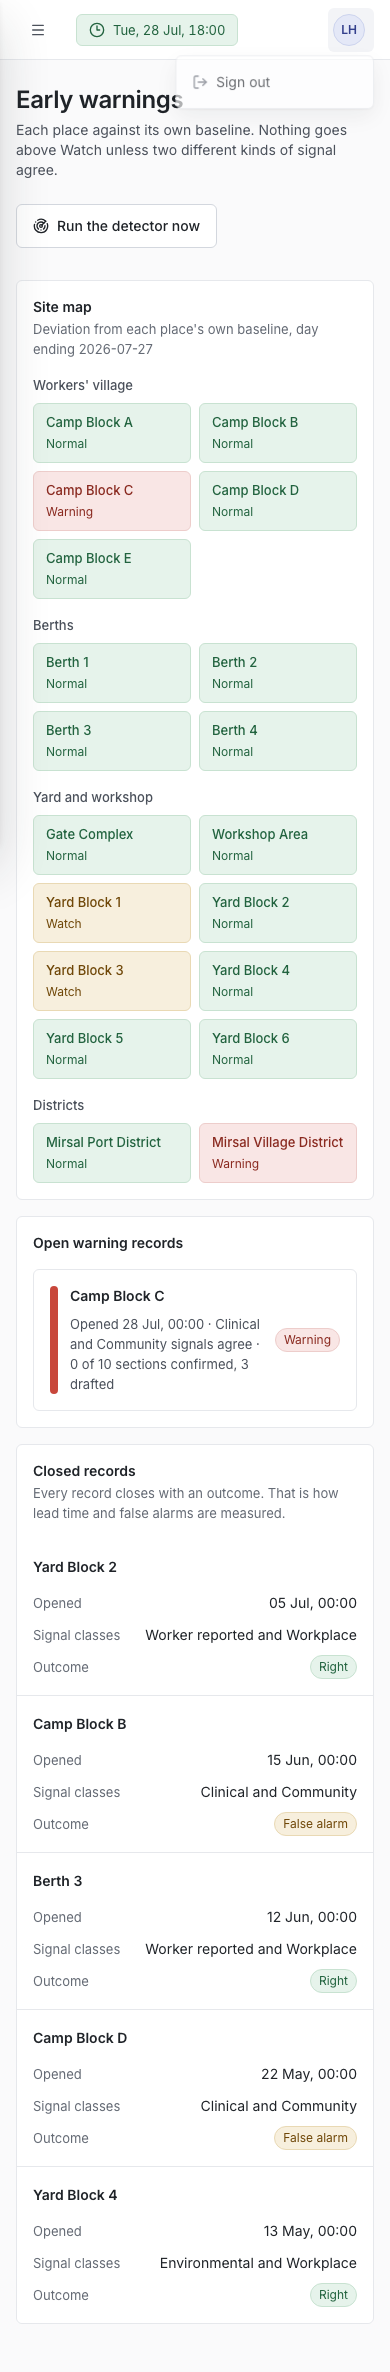 Tue, 28 Jul, 18:00
LH
Sign out
Early warnings
Each place against its own baseline. Nothing goes
above Watch unless two different kinds of signal
agree.
Run the detector now
Site map
Deviation from each place's own baseline, day
ending 2026-07-27
Workers' village
Camp Block A
Normal
Camp Block B
Normal
Camp Block C
Warning
Camp Block D
Normal
Camp Block E
Normal
Berths
Berth 1
Normal
Berth 2
Normal
Berth 3
Normal
Berth 4
Normal
Yard and workshop
Gate Complex
Normal
Workshop Area
Normal
Yard Block 1
Watch
Yard Block 2
Normal
Yard Block 3
Watch
Yard Block 4
Normal
Yard Block 5
Normal
Yard Block 6
Normal
Districts
Mirsal Port District
Normal
Mirsal Village District
Warning
Open warning records
Camp Block C
Opened 28 Jul, 00:00 · Clinical
and Community signals agree ·
0 of 10 sections confirmed, 3
drafted
Warning
Closed records
Every record closes with an outcome. That is how
lead time and false alarms are measured.
Yard Block 2
Opened 05 Jul, 00:00
Signal classes Worker reported and Workplace
Outcome Right
Camp Block B
Opened 15 Jun, 00:00
Signal classes Clinical and Community
Outcome False alarm
Berth 3
Opened 12 Jun, 00:00
Signal classes Worker reported and Workplace
Outcome Right
Camp Block D
Opened 22 May, 00:00
Signal classes Clinical and Community
Outcome False alarm
Yard Block 4
Opened 13 May, 00:00
Signal classes Environmental and Workplace
Outcome Right